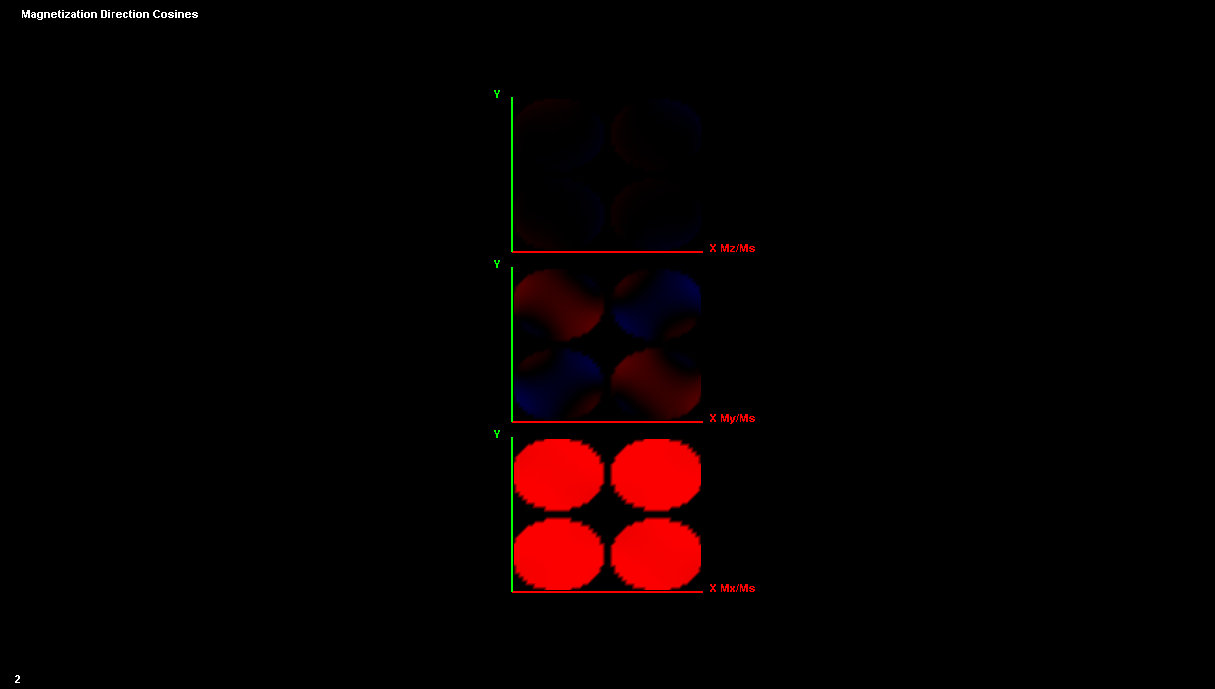 Magnetization Direction Cosines
Y
X Mz/Ms
Y
X My/Ms
Y
X Mx/Ms
2